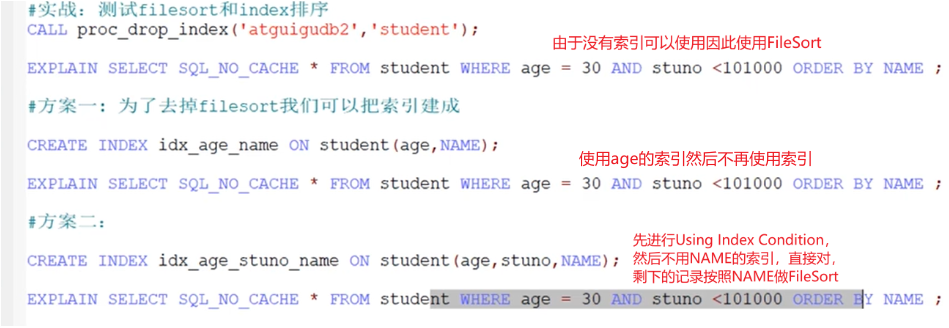 #实战：测试filesort和index排序
CALL proc_drop_index('atguigudb2','student');
由于没有索引可以使用因此使用FileSort
EXPLAIN SELECT SQL_NO_CACHE * FROM student WHERE age = 30 AND stuno <101000 ORDER BY NAME ;
#方案一：为了去掉filesort我们可以把索引建成
CREATE INDEX idx_age_name ON student(age,NAME);
使用age的索引然后不再使用索引
EXPLAIN SELECT SQL_NO_CACHE * FROM student WHERE age = 30 AND stuno <101000 ORDER BY NAME ;
#方案二：
先进行Using Index Condition，
CREATE INDEX idx_age_stuno_name ON student(age,stuno,NAME);
然后不用NAME的索引，直接对，
剩下的记录按照NAME做FileSort
EXPLAIN SELECT SQL_NO_CACHE * FROM student WHERE age = 30 AND stuno <101000 ORDER BY NAME ;